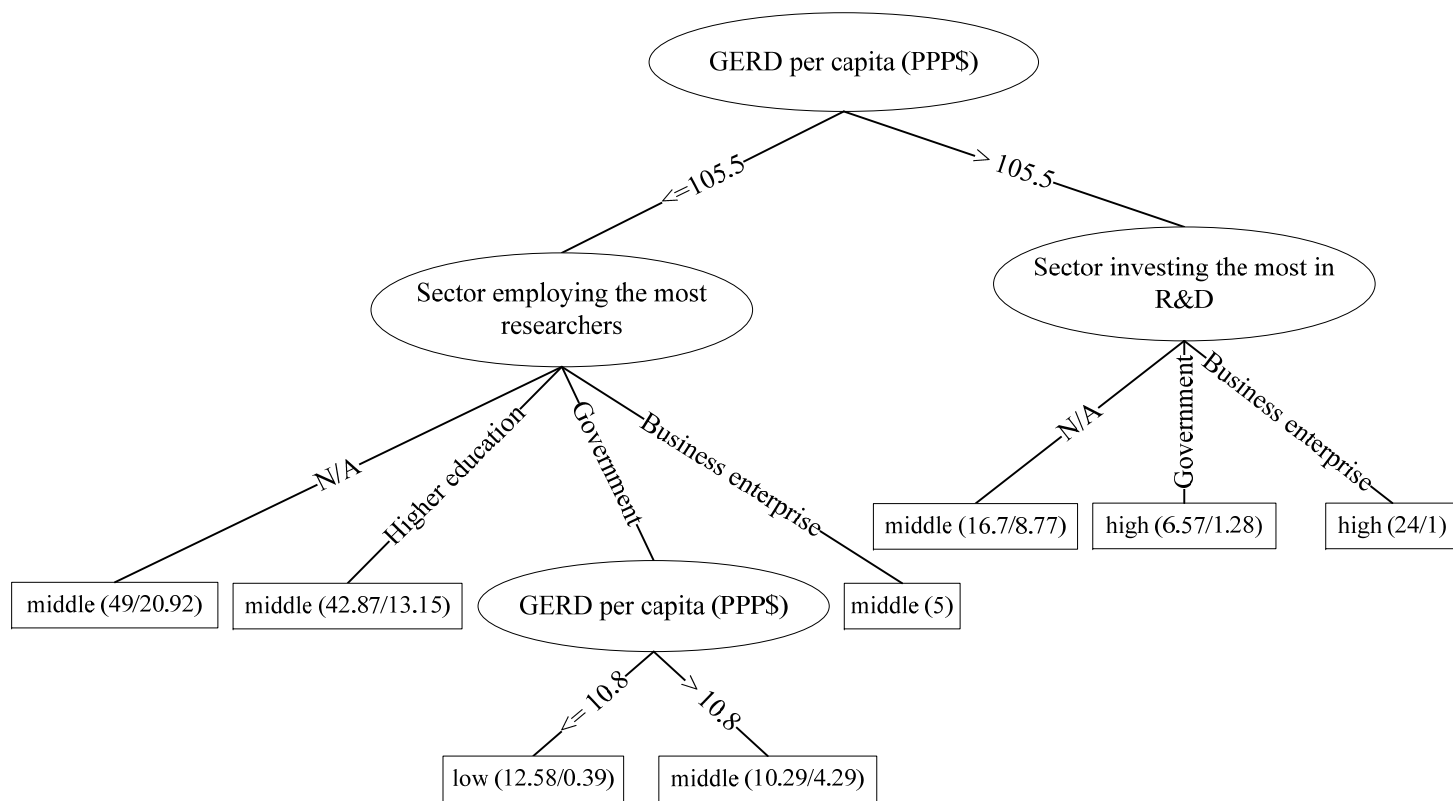 GERD per capita (PPP$)
<=105.5
> 105.5
Sector employing the most
researchers
Sector investing the most in
R&D
N/A
Higher education
Government
Business enterprise
N/A
Government
Business enterprise
middle (16.7/8.77)
high (6.57/1.28)
high (24/1)
middle (49/20.92)
middle (42.87/13.15)
GERD per capita (PPP$)
middle (5)
<= 10.8
> 10.8
low (12.58/0.39)
middle (10.29/4.29)